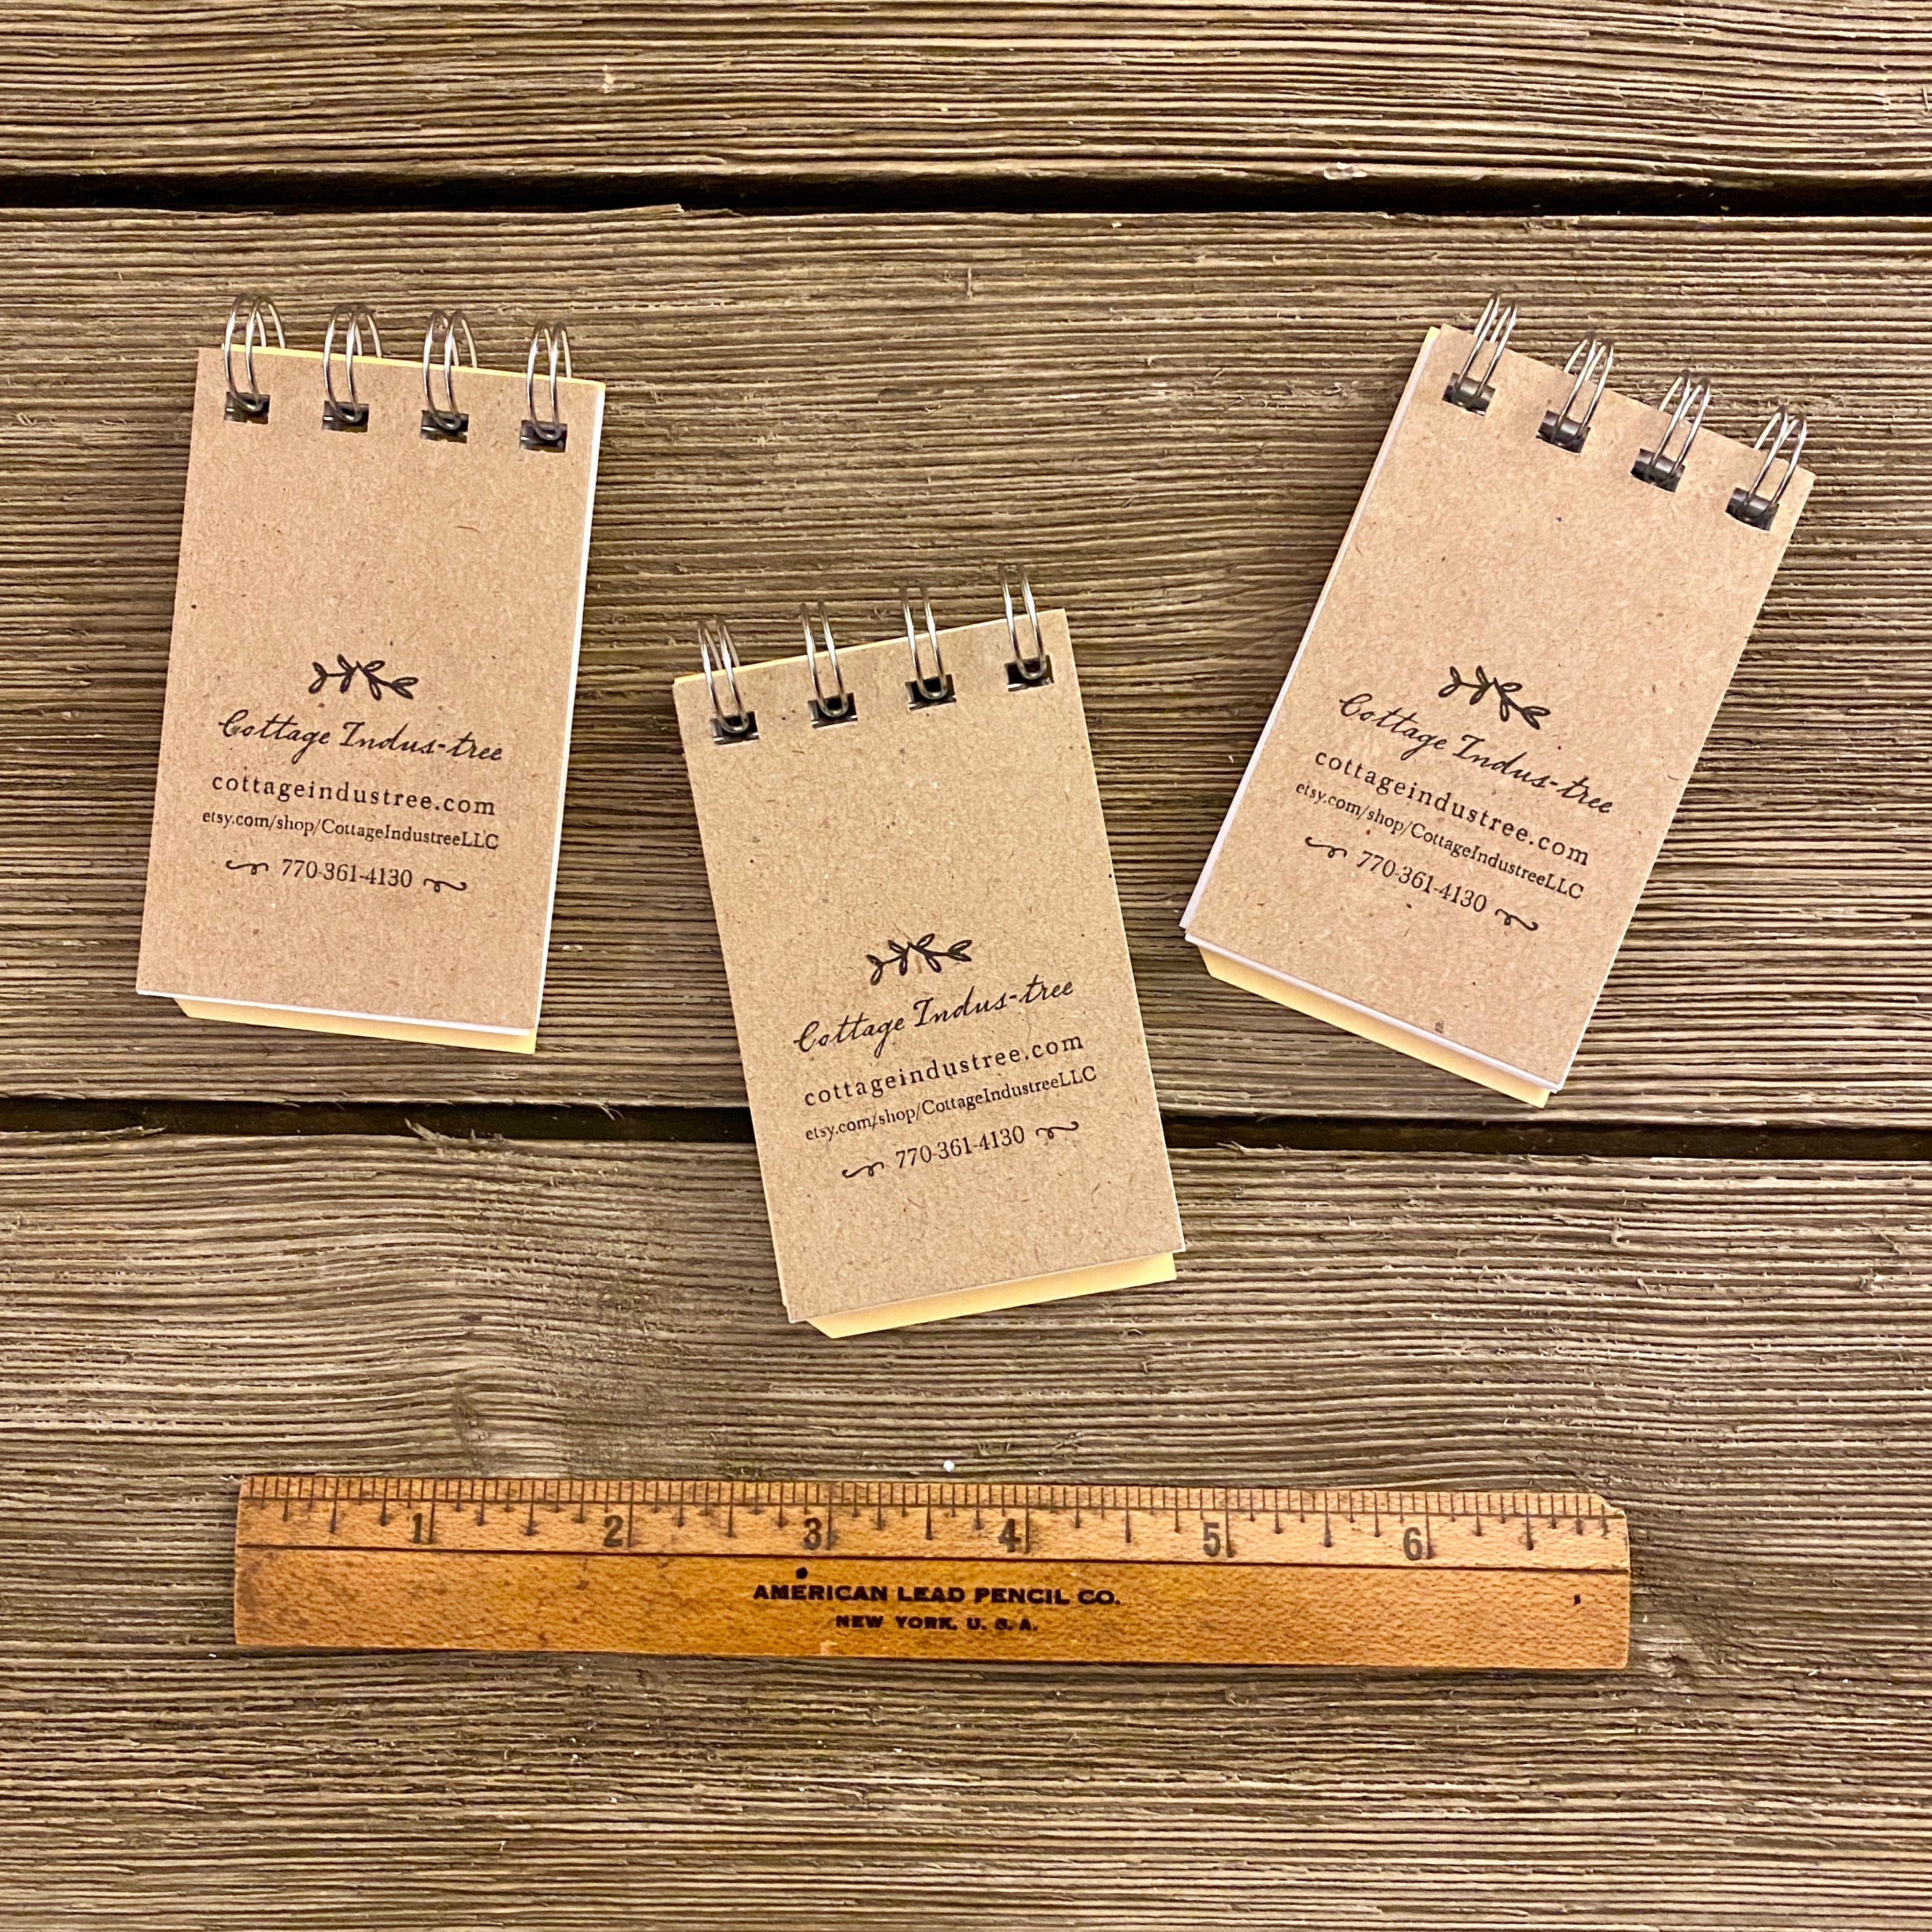 Cottage Indus-tree
cottageindustree.com
etsy.com/shop/CottageIndustreeLLC
770-361-4130
Cottage Indus-tree
cottageindustree.com
etsy.com/shop/CottageIndustreeLLC
770-361-4130
Cottage Indus-tree
cottageindustree.com
etsy.com/shop/CottageIndustreeLLC
770-361-4130
1 2 3 4 5 6
AMERICAN LEAD PENCIL CO.
NEW YORK, U. S. A.